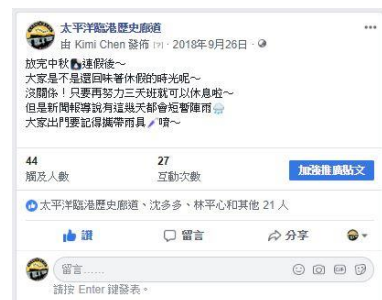 太平洋臨港歷史廊道
由 Kimi Chen 發佈 [?] · 2018年9月26日 ·
放完中秋連假後～
大家是不是還回味著休假的時光呢～
沒關係！只要再努力三天班就可以休息啦～
但是新聞報導說有這幾天都會短暫陣雨
大家出門要記得攜帶雨具唷～
44
觸及人數
27
互動次數
加強推廣貼文
太平洋臨港歷史廊道、沈多多、林平心和其他 21 人
讚
留言
分享
留言......
GIF
請按 Enter 鍵發表。